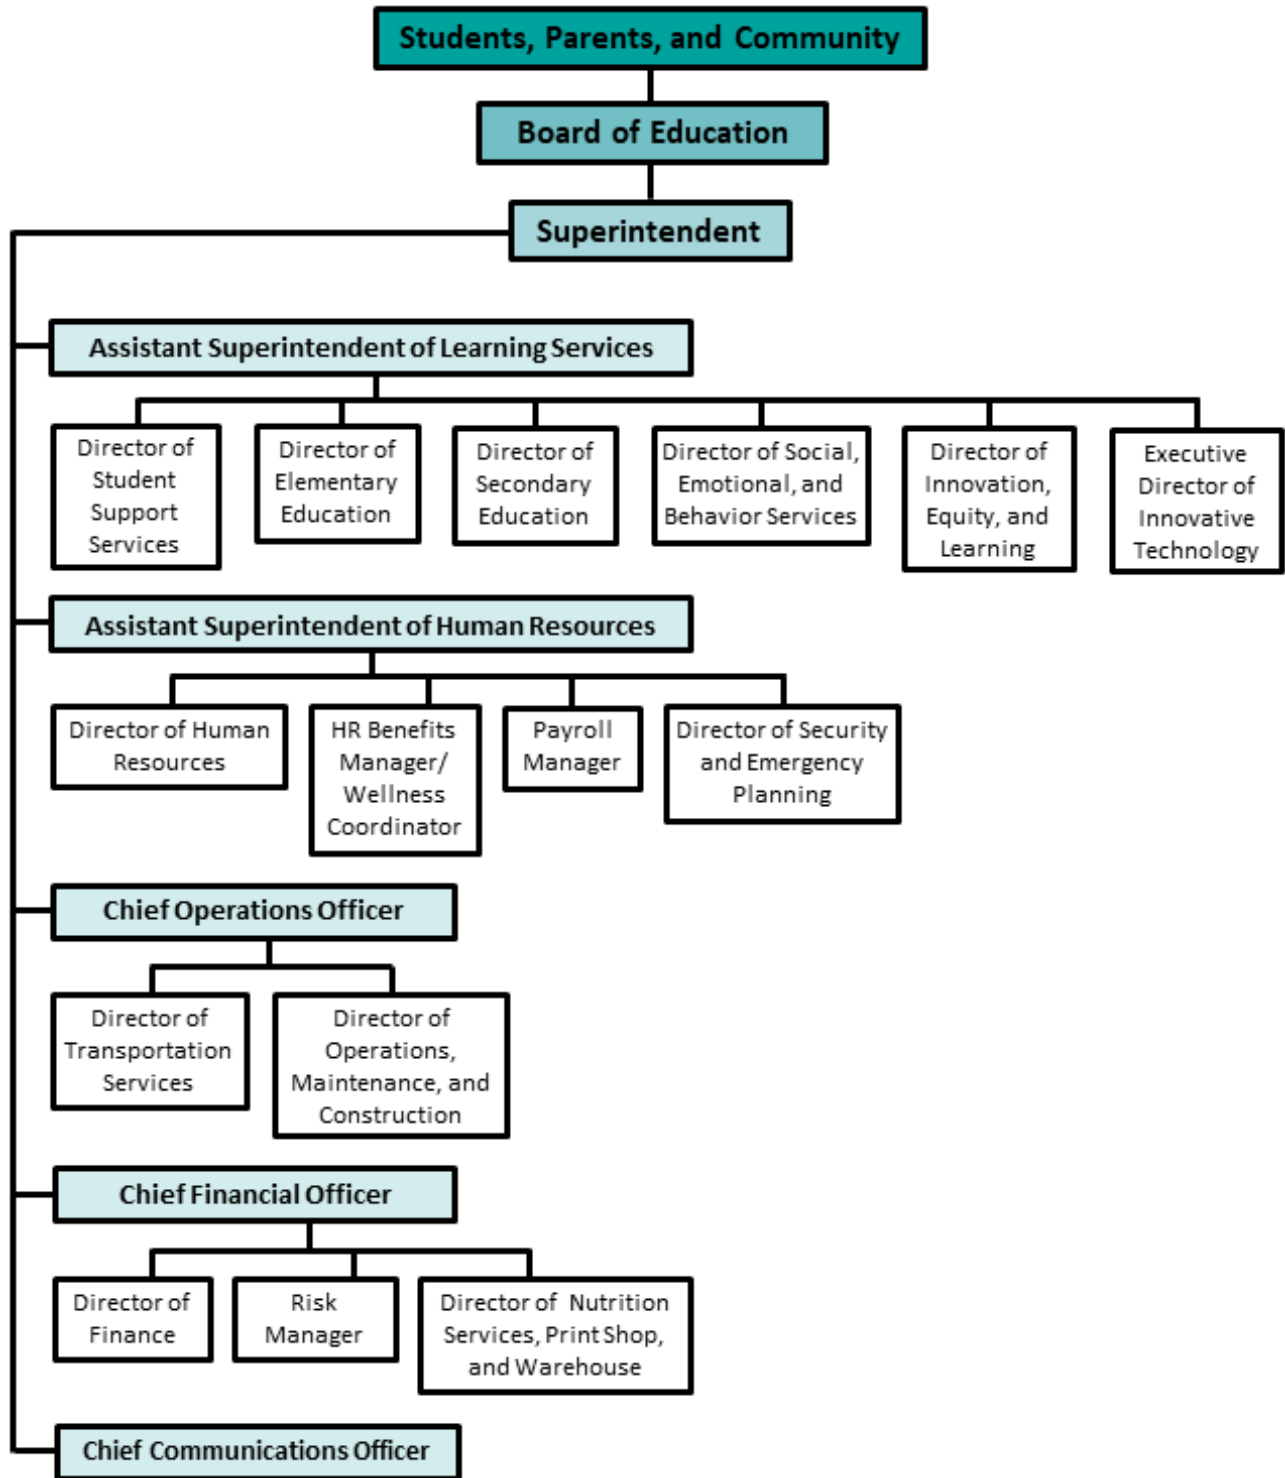 Students, Parents, and Community
Board of Education
Superintendent
Assistant Superintendent of Learning Services
Director of
Student
Support
Services
Director of
Elementary
Education
Director of
Secondary
Education
Director of Social,
Emotional, and
Behavior Services
Director of
Innovation,
Equity, and
Learning
Executive
Director of
Innovative
Technology
Assistant Superintendent of Human Resources
Director of Human
Resources
HR Benefits
Manager/
Wellness
Coordinator
Payroll
Manager
Director of Security
and Emergency
Planning
Chief Operations Officer
Director of
Transportation
Services
Director of
Operations,
Maintenance, and
Construction
Chief Financial Officer
Director of
Finance
Risk
Manager
Director of Nutrition
Services, Print Shop,
and Warehouse
Chief Communications Officer